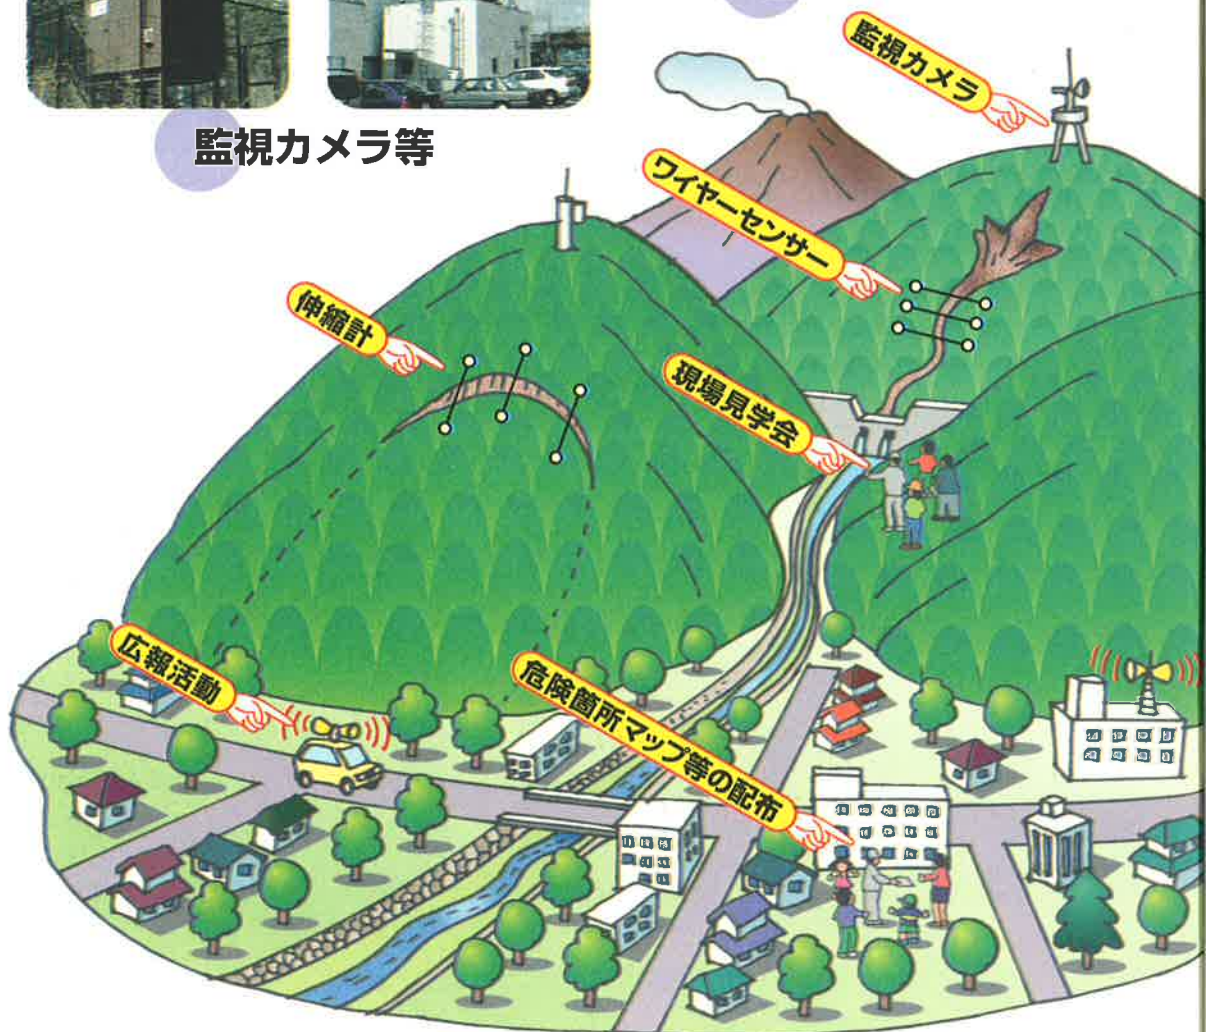 監視カメラ等
監視カメラ
ワイヤーセンサー
伸縮計
現場見学会
広報活動
危険箇所マップ等の配布